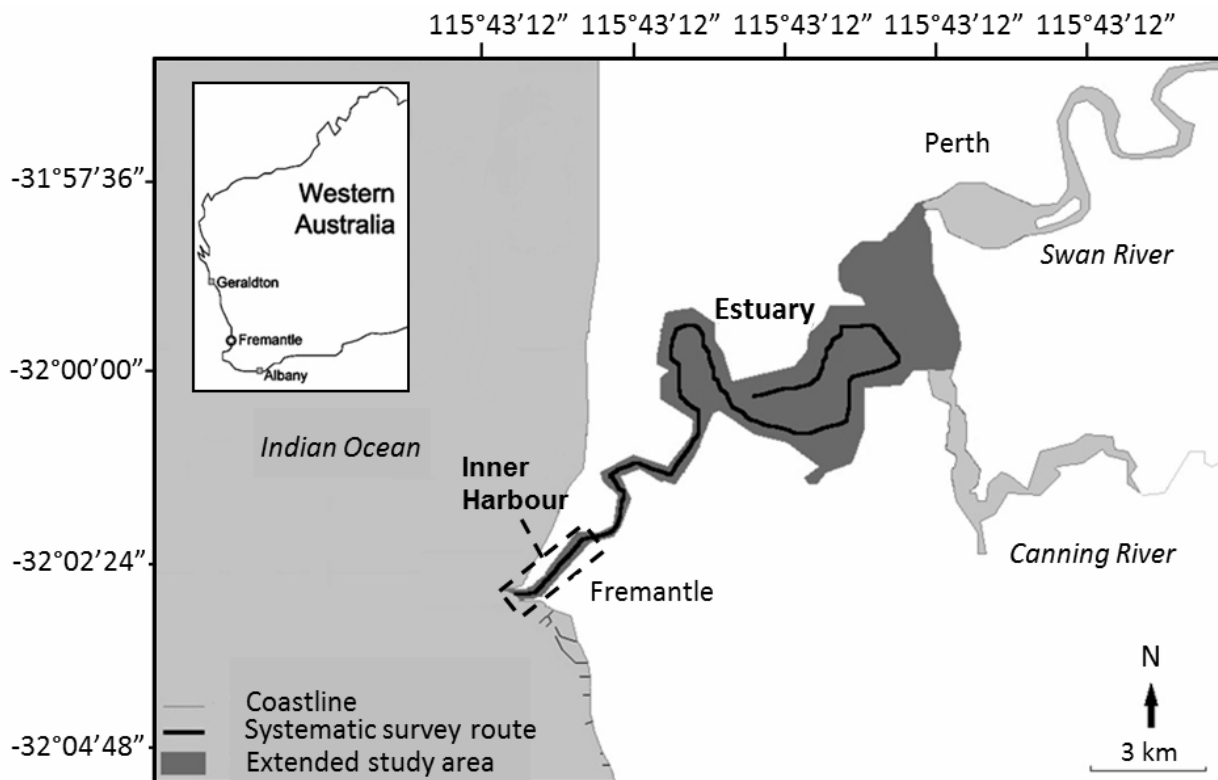 115°43'12” 115°43'12” 115°43'12” 115°43'12” 115°43'12”
-31°57'36”
-32°00'00”
-32°02'24”
-32°04'48”
Western
Australia
Geraldton
Fremantle
Albany
Perth
Swan River
Estuary
Indian Ocean
Inner
Harbour
Canning River
Fremantle
Coastline
Systematic survey route
Extended study area
N
3 km